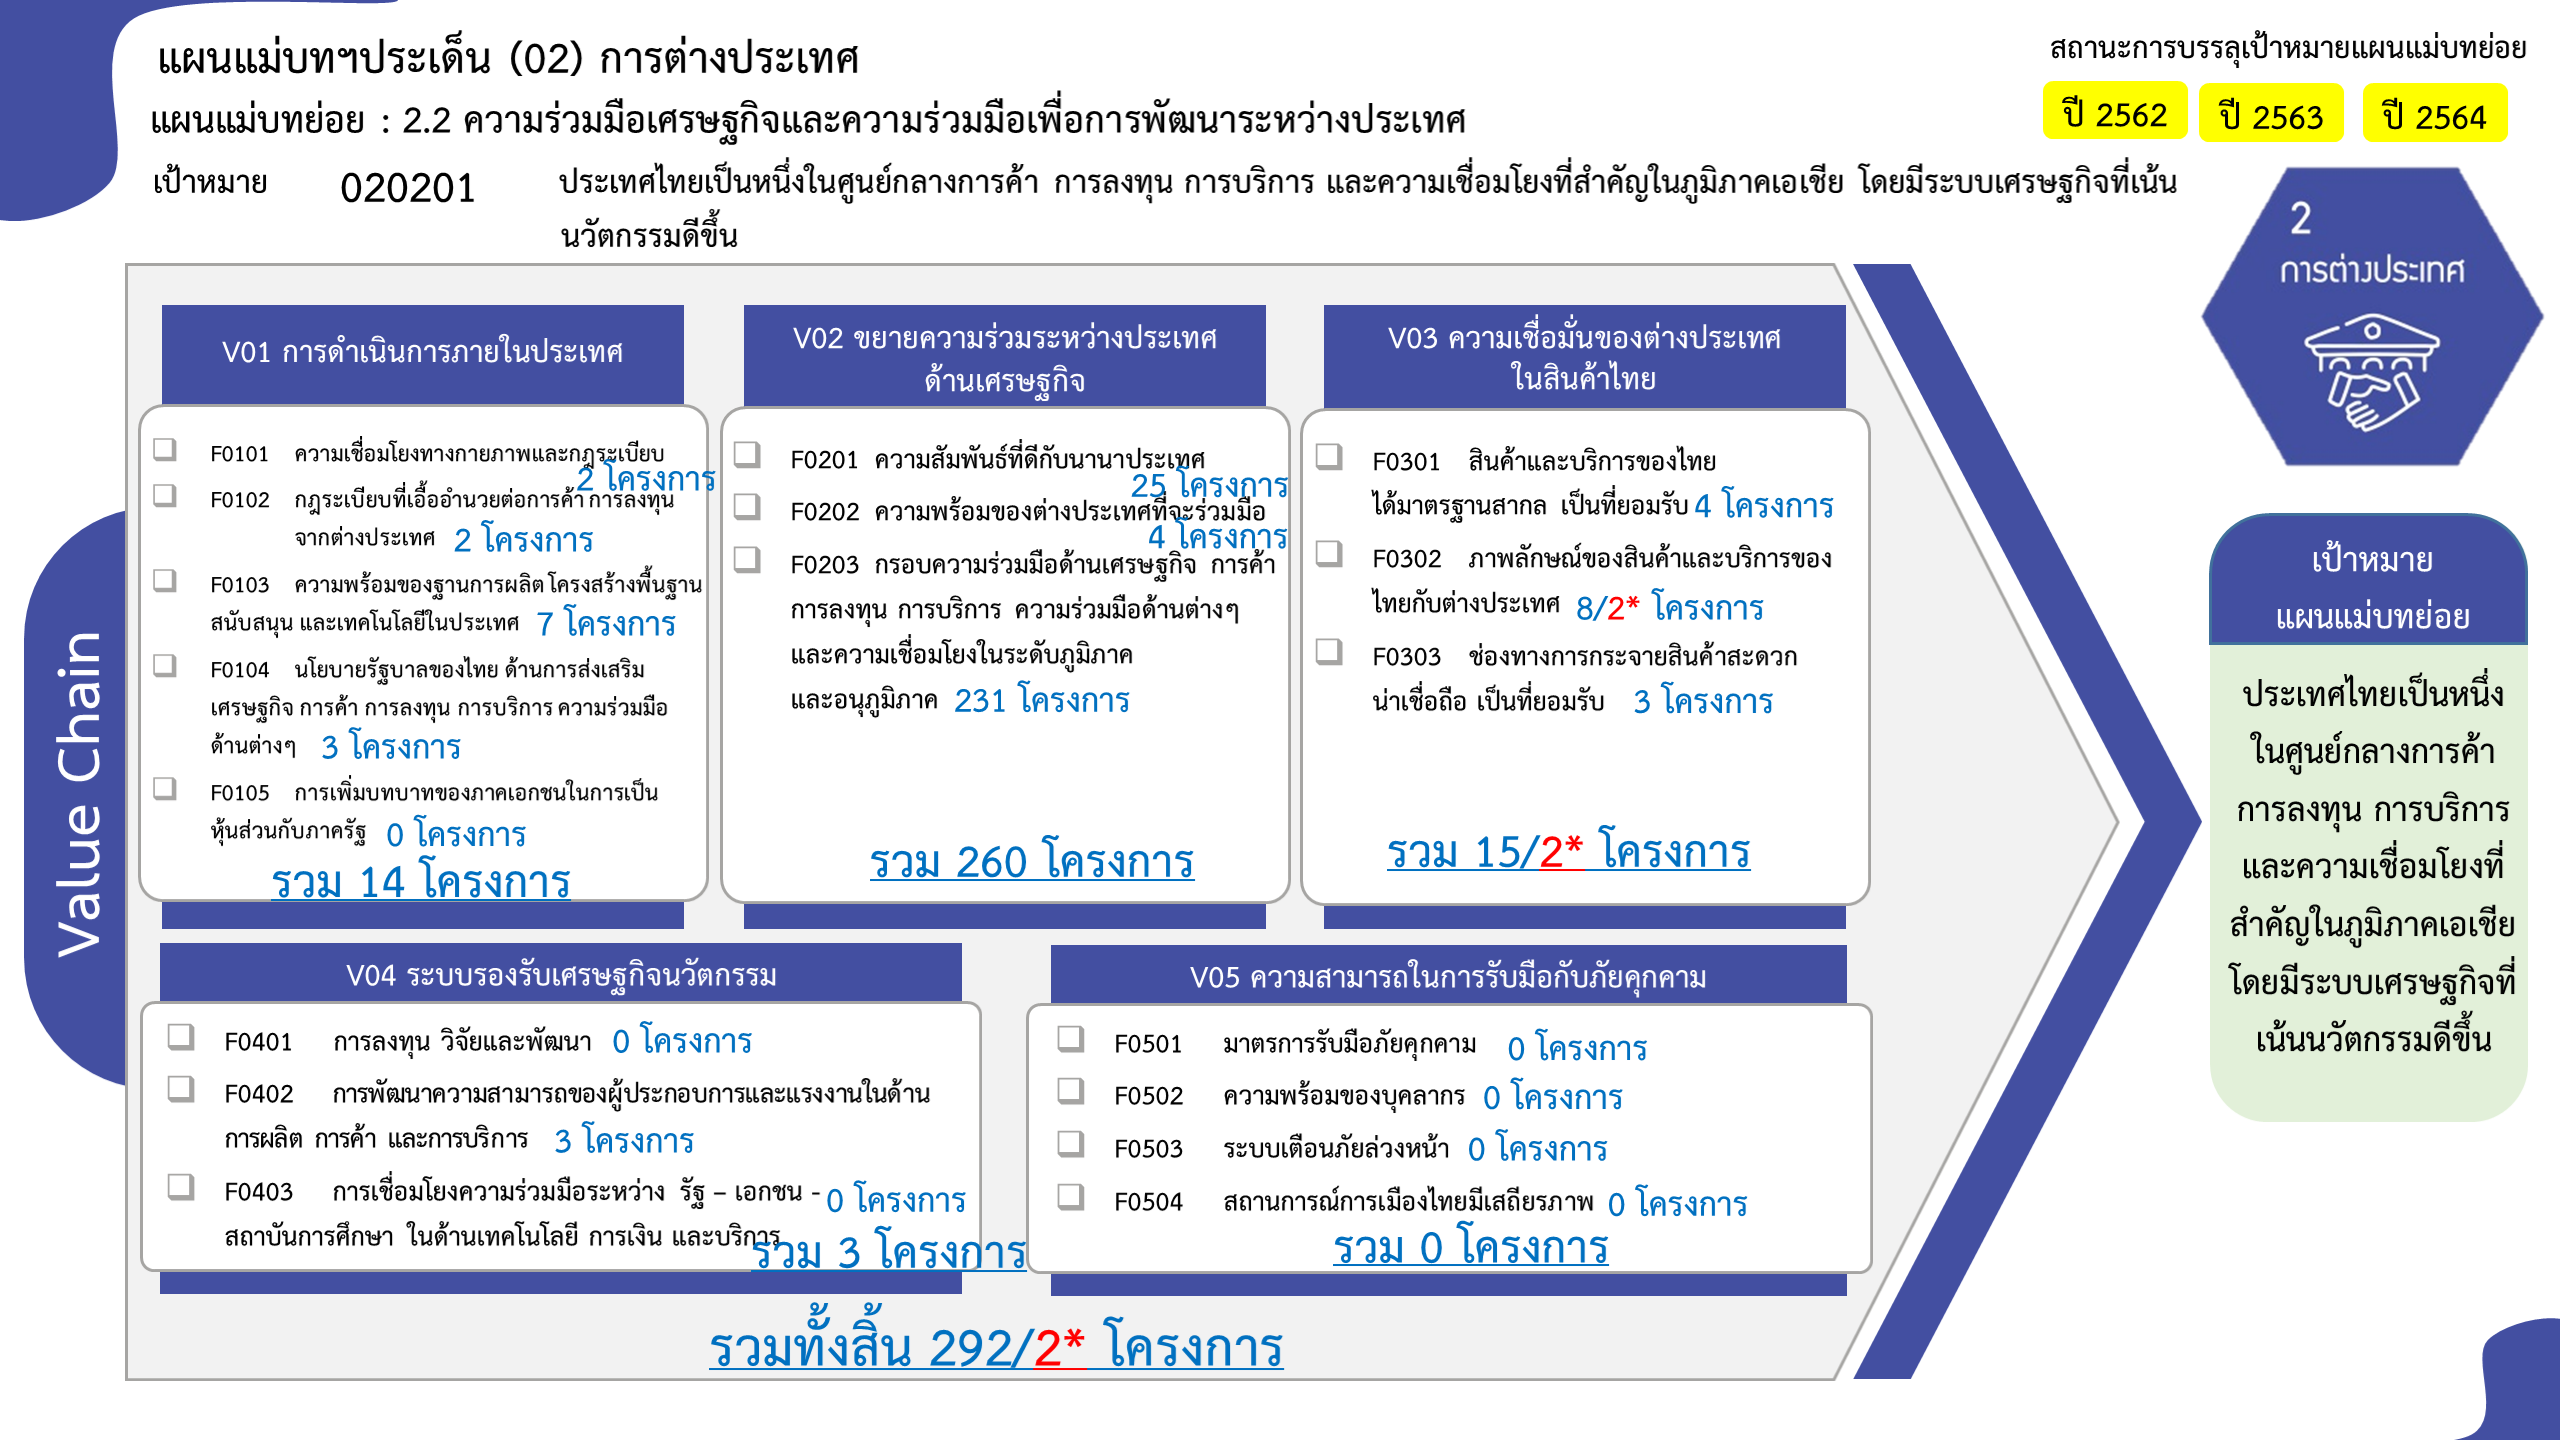 แผนแม่บทฯประเด็น (02) การต่างประเทศ
แผนแม่บทย่อย : 2.2 ความร่วมมือเศรษฐกิจและความร่วมมือเพื่อการพัฒนาระหว่างประเทศ
เป้าหมาย 020201 ประเทศไทยเป็นหนึ่งในศูนย์กลางการค้า การลงทุน การบริการ และความเชื่อมโยงที่สำคัญในภูมิภาคเอเชีย โดยมีระบบเศรษฐกิจที่เน้น
นวัตกรรมดีขึ้น
สถานะการบรรลุเป้าหมายแผนแม่บทย่อย
ปี 2562 ปี 2563 ปี 2564
2
การต่างประเทศ
Value Chain
V01 การดำเนินการภายในประเทศ
F0101 ความเชื่อมโยงทางกายภาพและกฎระเบียบ
2 โครงการ
F0102 กฎระเบียบที่เอื้ออำนวยต่อการค้า การลงทุน
จากต่างประเทศ 2 โครงการ
F0103 ความพร้อมของฐานการผลิต โครงสร้างพื้นฐาน
สนับสนุน และเทคโนโลยีในประเทศ 7 โครงการ
F0104 นโยบายรัฐบาลของไทย ด้านการส่งเสริม
เศรษฐกิจ การค้า การลงทุน การบริการ ความร่วมมือ
ด้านต่างๆ 3 โครงการ
F0105 การเพิ่มบทบาทของภาคเอกชนในการเป็น
หุ้นส่วนกับภาครัฐ 0 โครงการ
รวม 14 โครงการ
V02 ขยายความร่วมระหว่างประเทศ
ด้านเศรษฐกิจ
F0201 ความสัมพันธ์ที่ดีกับนานาประเทศ
25 โครงการ
F0202 ความพร้อมของต่างประเทศที่จะร่วมมือ
4 โครงการ
F0203 กรอบความร่วมมือด้านเศรษฐกิจ การค้า
การลงทุน การบริการ ความร่วมมือด้านต่างๆ
และความเชื่อมโยงในระดับภูมิภาค
และอนุภูมิภาค 231 โครงการ
รวม 260 โครงการ
V03 ความเชื่อมั่นของต่างประเทศ
ในสินค้าไทย
F0301 สินค้าและบริการของไทย
ได้มาตรฐานสากล เป็นที่ยอมรับ 4 โครงการ
F0302 ภาพลักษณ์ของสินค้าและบริการของ
ไทยกับต่างประเทศ 8/2* โครงการ
F0303 ช่องทางการกระจายสินค้าสะดวก
น่าเชื่อถือ เป็นที่ยอมรับ 3 โครงการ
รวม 15/2* โครงการ
V04 ระบบรองรับเศรษฐกิจนวัตกรรม
F0401 การลงทุน วิจัยและพัฒนา 0 โครงการ
F0402 การพัฒนาความสามารถของผู้ประกอบการและแรงงานในด้าน
การผลิต การค้า และการบริการ 3 โครงการ
F0403 การเชื่อมโยงความร่วมมือระหว่าง รัฐ – เอกชน - 0 โครงการ
สถาบันการศึกษา ในด้านเทคโนโลยี การเงิน และบริการ
รวม 3 โครงการ
V05 ความสามารถในการรับมือกับภัยคุกคาม
F0501 มาตรการรับมือภัยคุกคาม 0 โครงการ
F0502 ความพร้อมของบุคลากร 0 โครงการ
F0503 ระบบเตือนภัยล่วงหน้า 0 โครงการ
F0504 สถานการณ์การเมืองไทยมีเสถียรภาพ 0 โครงการ
รวม 0 โครงการ
รวมทั้งสิ้น 292/2* โครงการ
เป้าหมาย
แผนแม่บทย่อย
ประเทศไทยเป็นหนึ่ง
ในศูนย์กลางการค้า
การลงทุน การบริการ
และความเชื่อมโยงที่
สำคัญในภูมิภาคเอเชีย
โดยมีระบบเศรษฐกิจที่
เน้นนวัตกรรมดีขึ้น